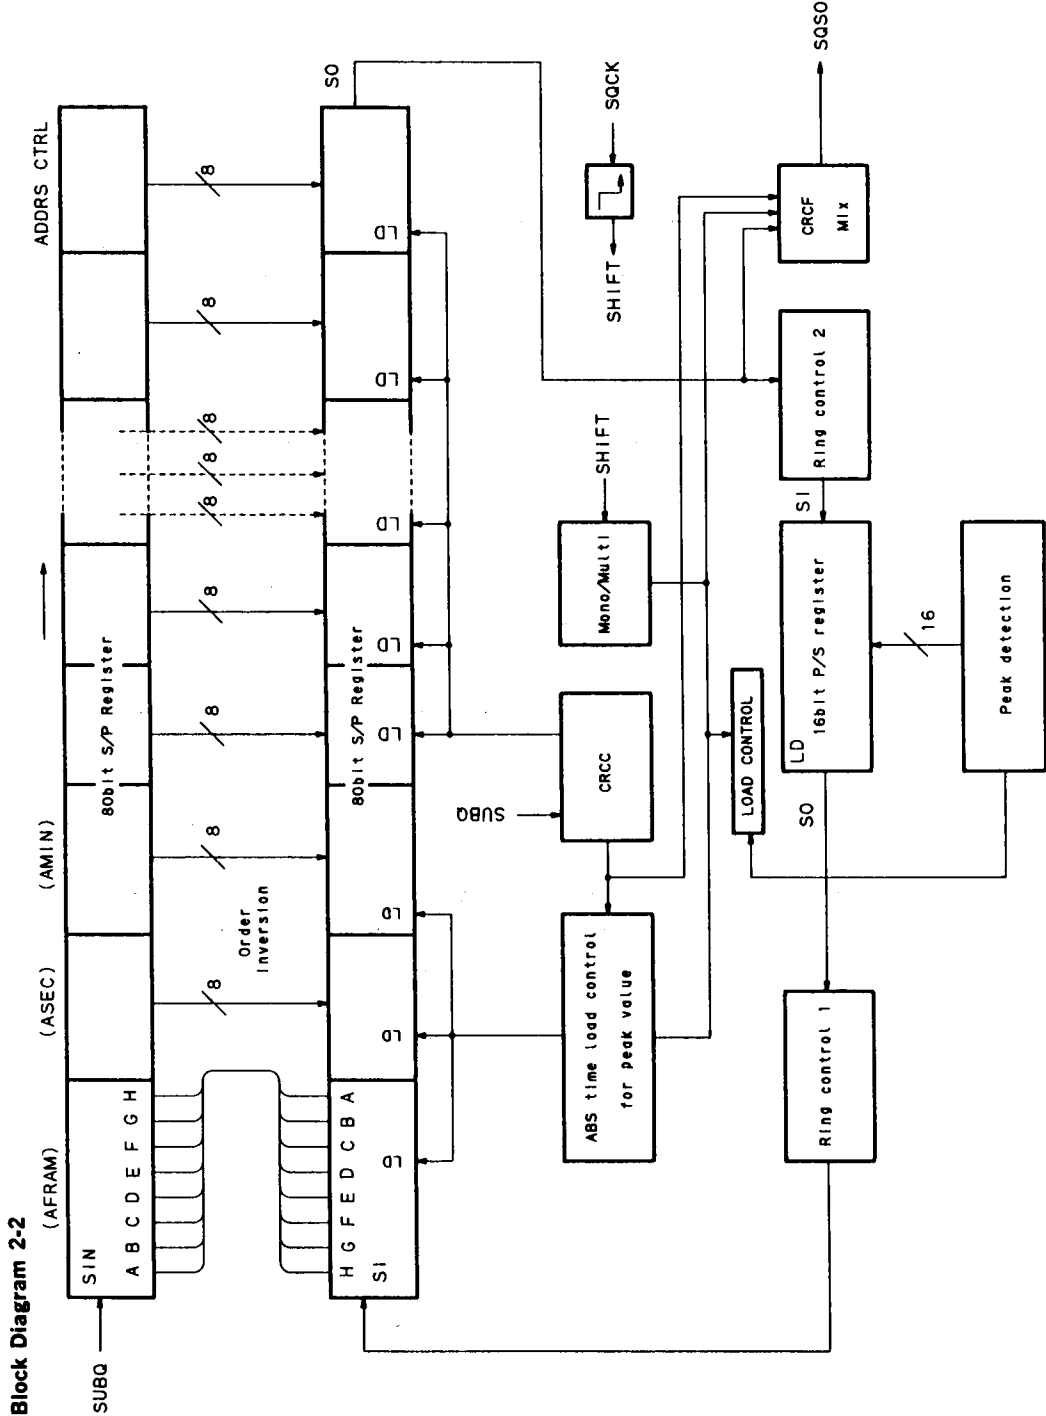 Block Diagram 2-2
(AFRAM)
(ASEC)
(AMIN)
ADDRS CTRL
SUBQ
SIN
A B C D E F G H
80bit S/P Register
8
8
8
8
8
8
8
8
8
Order
Inversion
H G F E D C B A
SI
80bit S/P Register
SO
LD
LD
LD
LD
LD
LD
LD
LD
SUBQ
CRCC
ABS time load control
for peak value
Mono/Multi
SHIFT
SHIFT
SQCK
LOAD CONTROL
Ring control 1
SO
LD
16bit P/S register
SI
Ring control 2
CRCF
Mix
SQSO
16
Peak detection